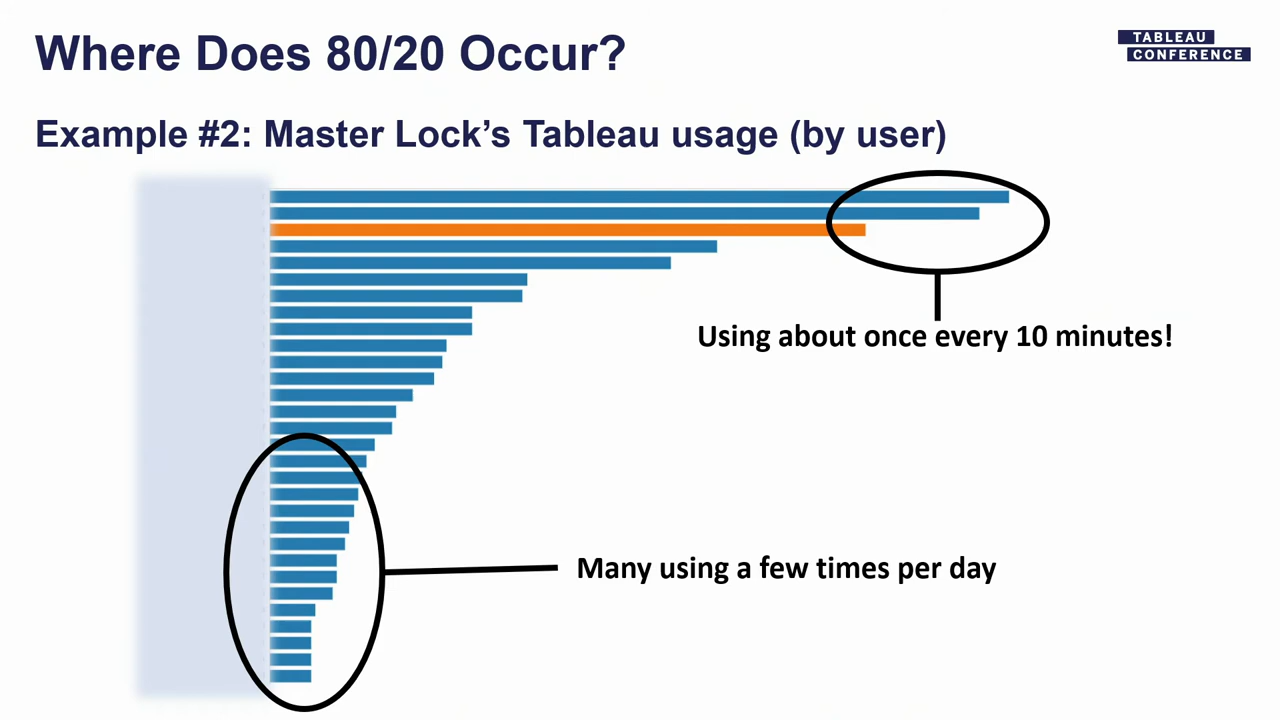 Where Does 80/20 Occur?
TABLEAU
CONFERENCE
Example #2: Master Lock’s Tableau usage (by user)
Using about once every 10 minutes!
Many using a few times per day